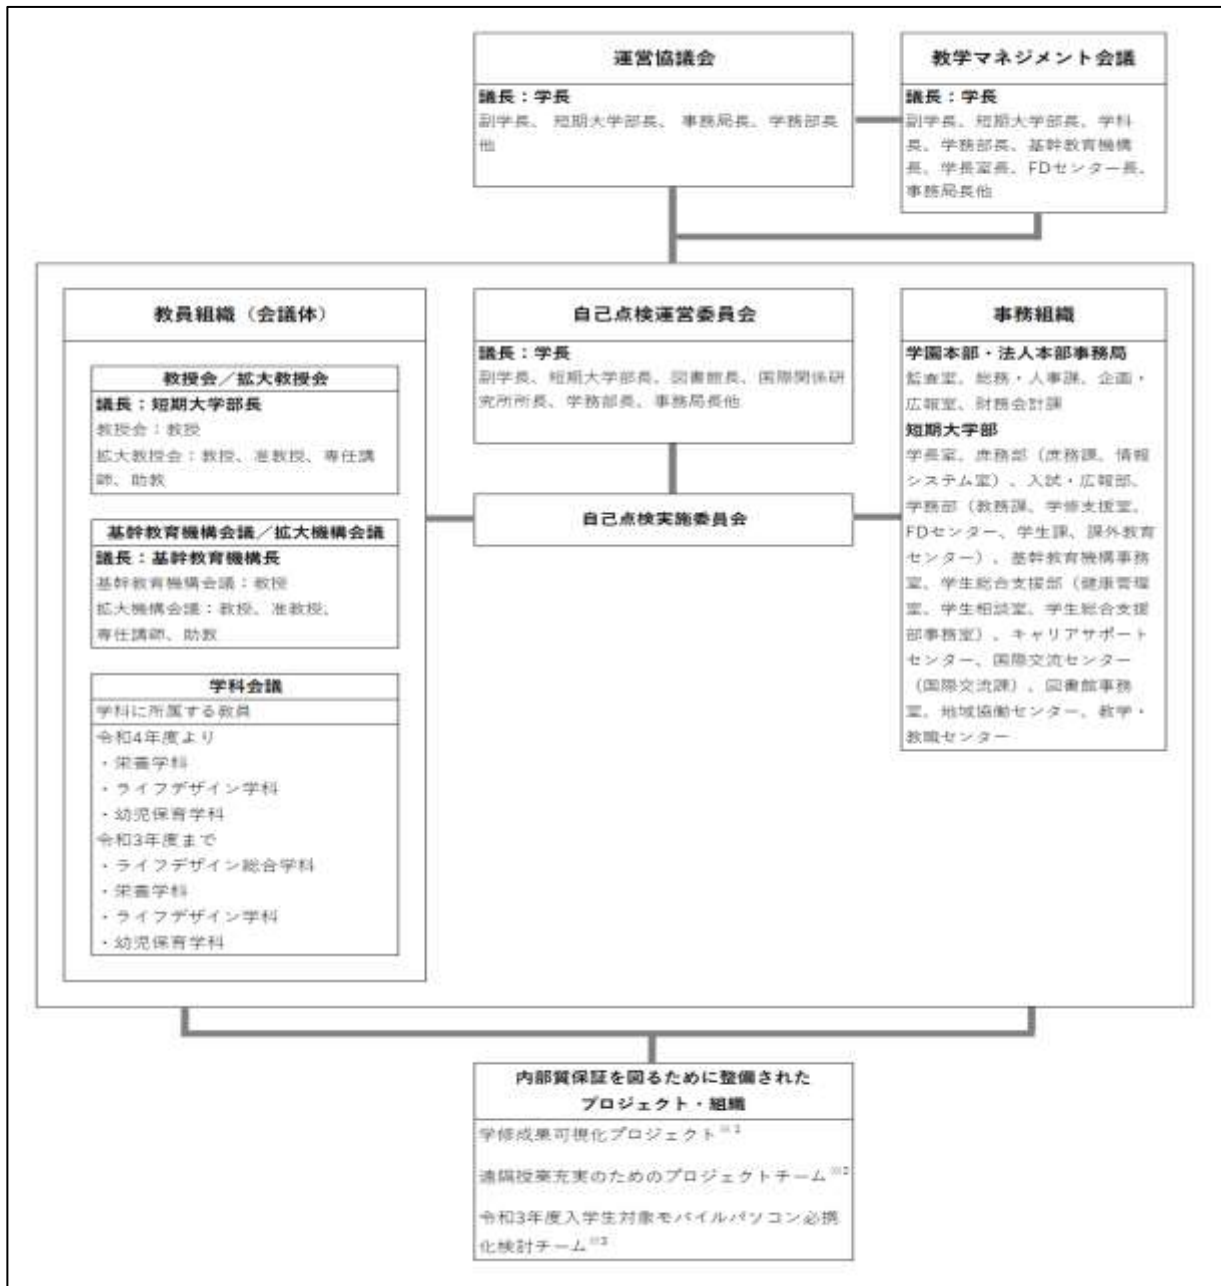 運営協議会
議長：学長
副学長、 短期大学部長、 事務局長、学務部長
他
教学マネジメント会議
議長：学長
副学長、短期大学部長、学科
長、学務部長、基幹教育機構
長、学長室長、FDセンター長、
事務局長他
教員組織（会議体）
教授会／拡大教授会
議長：短期大学部長
教授会：教授
拡大教授会：教授、准教授、専任講
師、助教
基幹教育機構会議／拡大機構会議
議長：基幹教育機構長
基幹教育機構会議：教授
拡大機構会議：教授、准教授、
専任講師、助教
学科会議
学科に所属する教員
令和4年度より
・栄養学科
・ライフデザイン学科
・幼児保育学科
令和3年度まで
・ライフデザイン総合学科
・栄養学科
・ライフデザイン学科
・幼児保育学科
自己点検運営委員会
議長：学長
副学長、短期大学部長、図書館長、国際関係研
究所所長、学務部長、事務局長他
自己点検実施委員会
事務組織
学園本部・法人本部事務局
監査室、総務・人事課、企画・
広報室、財務会計課
短期大学部
学長室、庶務部（庶務課、情報
システム室）、入試・広報部、
学務部（教務課、学修支援室、
FDセンター、学生課、課外教育
センター）、基幹教育機構事務
室、学生総合支援部（健康管理
室、学生相談室、学生総合支援
部事務室）、キャリアサポート
センター、国際交流センター
（国際交流課）、図書館事務
室、地域協働センター、教学・
教職センター
内部質保証を図るために整備された
プロジェクト・組織
学修成果可視化プロジェクト※1
遠隔授業充実のためのプロジェクトチーム※2
令和3年度入学生対象モバイルパソコン必携
化検討チーム※3